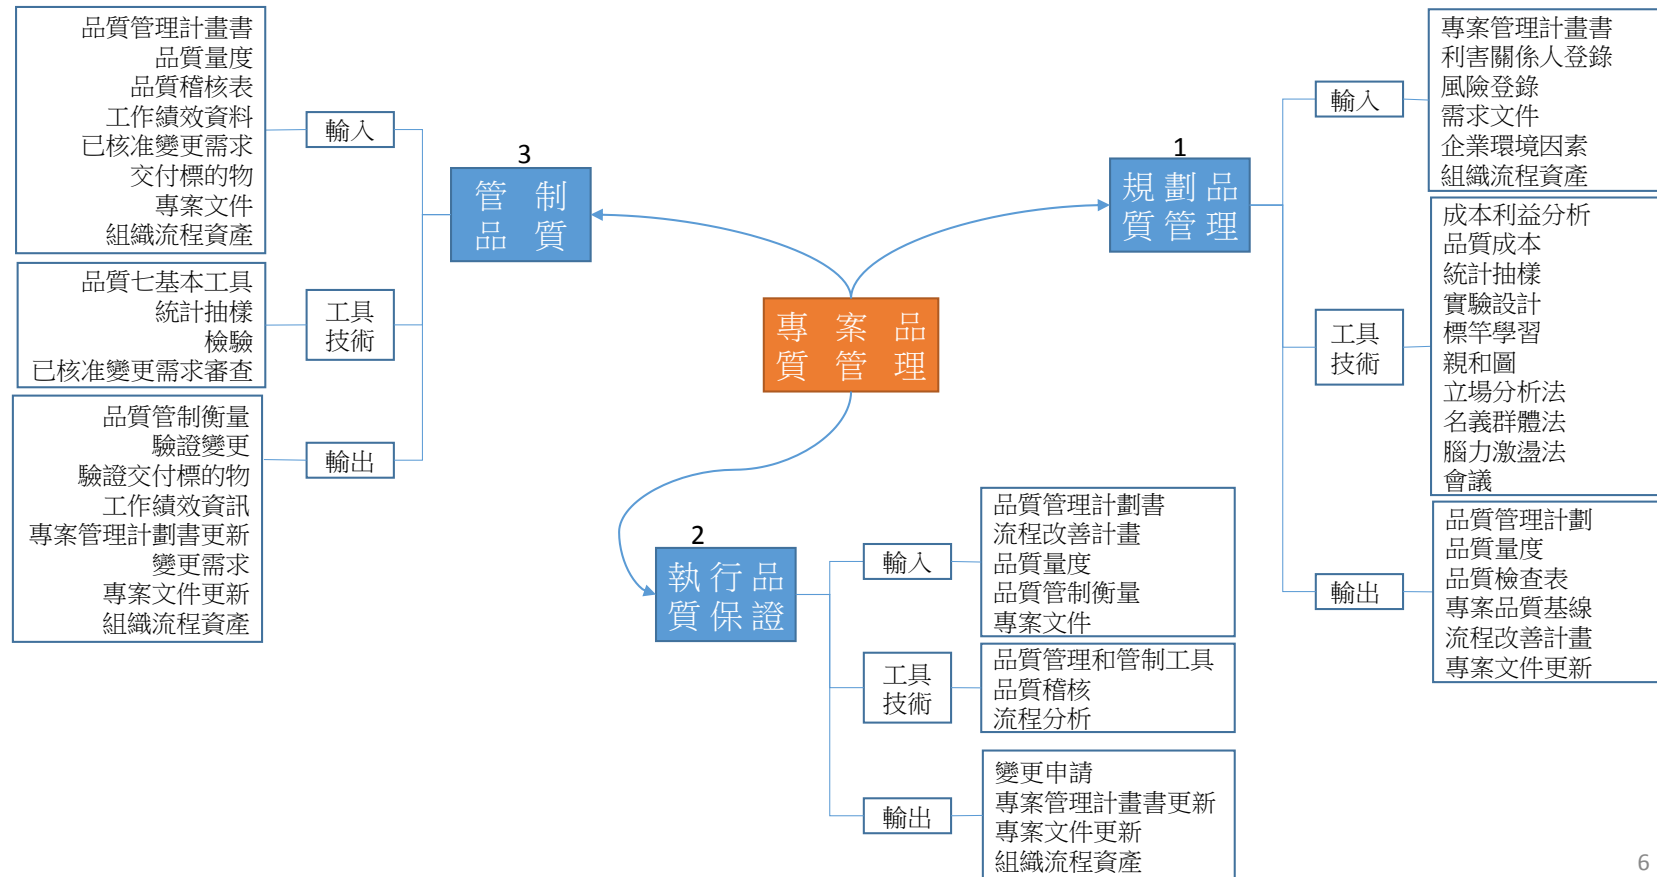 專案品
質管理
1
規劃品
質管理
輸入
專案管理計畫書
利害關係人登錄
風險登錄
需求文件
企業環境因素
組織流程資產
工具
技術
成本利益分析
品質成本
統計抽樣
實驗設計
標竿學習
親和圖
立場分析法
名義群體法
腦力激盪法
會議
輸出
品質管理計劃
品質量度
品質檢查表
專案品質基線
流程改善計畫
專案文件更新
2
執行品
質保證
輸入
品質管理計劃書
流程改善計畫
品質量度
品質管制衡量
專案文件
工具
技術
品質管理和管制工具
品質稽核
流程分析
輸出
變更申請
專案管理計畫書更新
專案文件更新
組織流程資產
3
管制
品質
輸入
品質管理計畫書
品質量度
品質稽核表
工作績效資料
已核准變更需求
交付標的物
專案文件
組織流程資產
工具
技術
品質七基本工具
統計抽樣
檢驗
已核准變更需求審查
輸出
品質管制衡量
驗證變更
驗證交付標的物
工作績效資訊
專案管理計劃書更新
變更需求
專案文件更新
組織流程資產
6